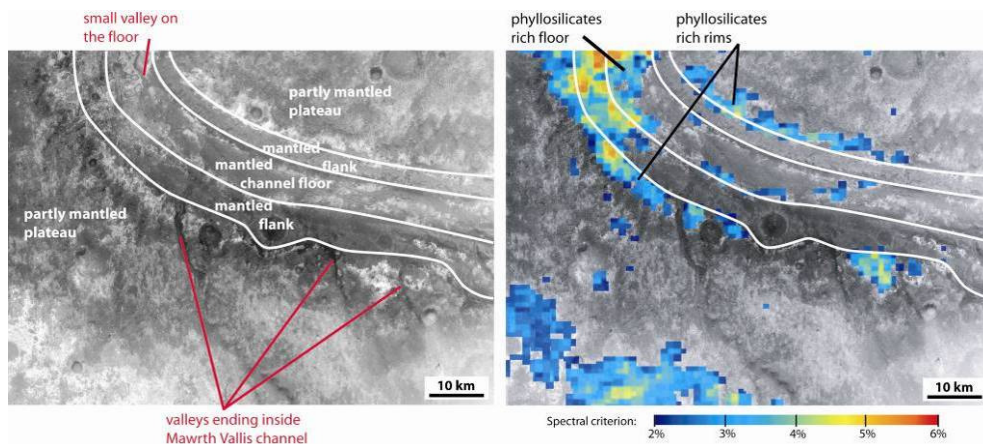 small valley on
the floor
partly mantled
plateau
mantled
flank
mantled
channel floor
mantled
flank
partly mantled
plateau
10 km
valleys ending inside
Mawrth Vallis channel
phyllosilicates
rich floor
phyllosilicates
rich rims
10 km
Spectral criterion:
2% 3% 4% 5% 6%